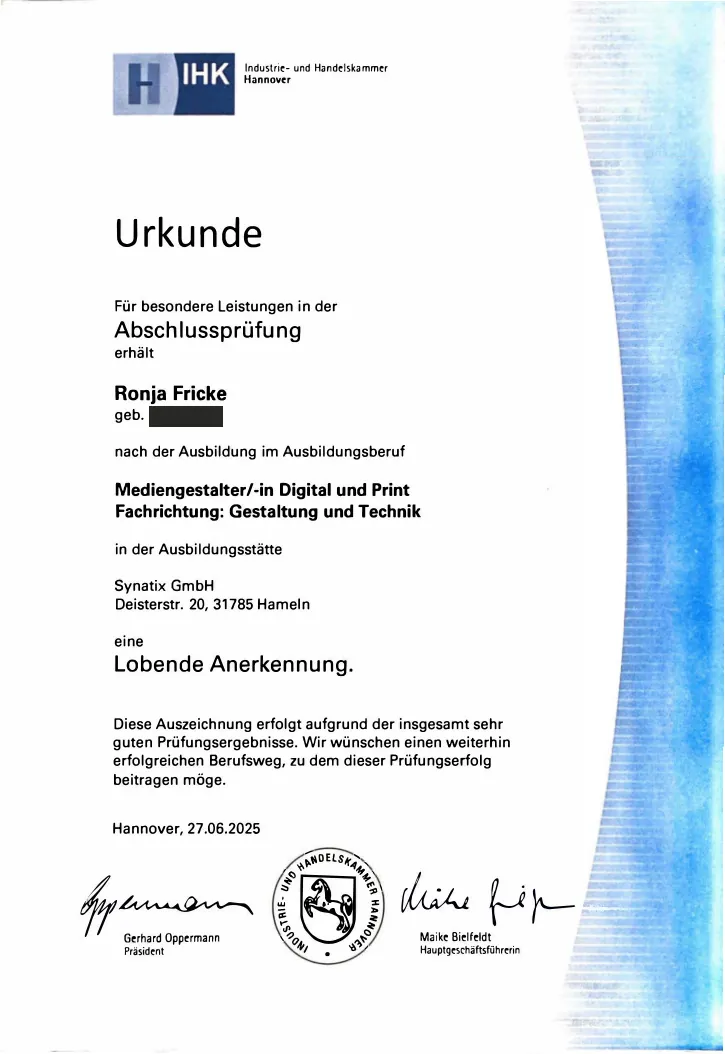 IHK
Industrie- und Handelskammer
Hannover
Urkunde
Für besondere Leistungen in der
Abschlussprüfung
erhält
Ronja Fricke
geb.
nach der Ausbildung im Ausbildungsberuf
Mediengestalter/-in Digital und Print
Fachrichtung: Gestaltung und Technik
in der Ausbildungsstätte
Synatix GmbH
Deisterstr. 20, 31785 Hameln
eine
Lobende Anerkennung.
Diese Auszeichnung erfolgt aufgrund der insgesamt sehr
guten Prüfungsergebnisse. Wir wünschen einen weiterhin
erfolgreichen Berufsweg, zu dem dieser Prüfungserfolg
beitragen möge.
Hannover, 27.06.2025
INDUSTRIE- UND HANDELSKAMMER HANNOVER
Oppermann
Gerhard Oppermann
Präsident
Maike Bielfeldt
Hauptgeschäftsführerin